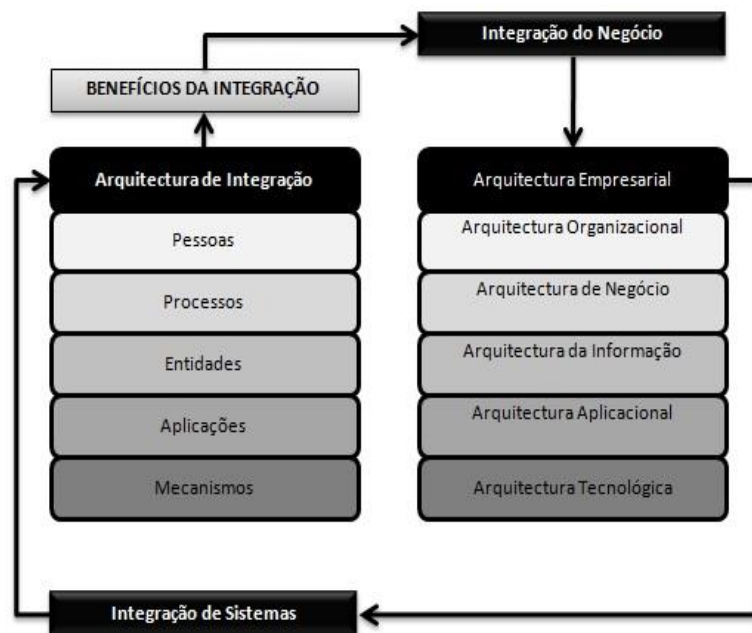 Integração do Negócio
BENEFÍCIOS DA INTEGRAÇÃO
Arquitectura de Integração
Pessoas
Processos
Entidades
Aplicações
Mecanismos
Arquitectura Empresarial
Arquitectura Organizacional
Arquitectura de Negócio
Arquitectura da Informação
Arquitectura Aplicacional
Arquitectura Tecnológica
Integração de Sistemas